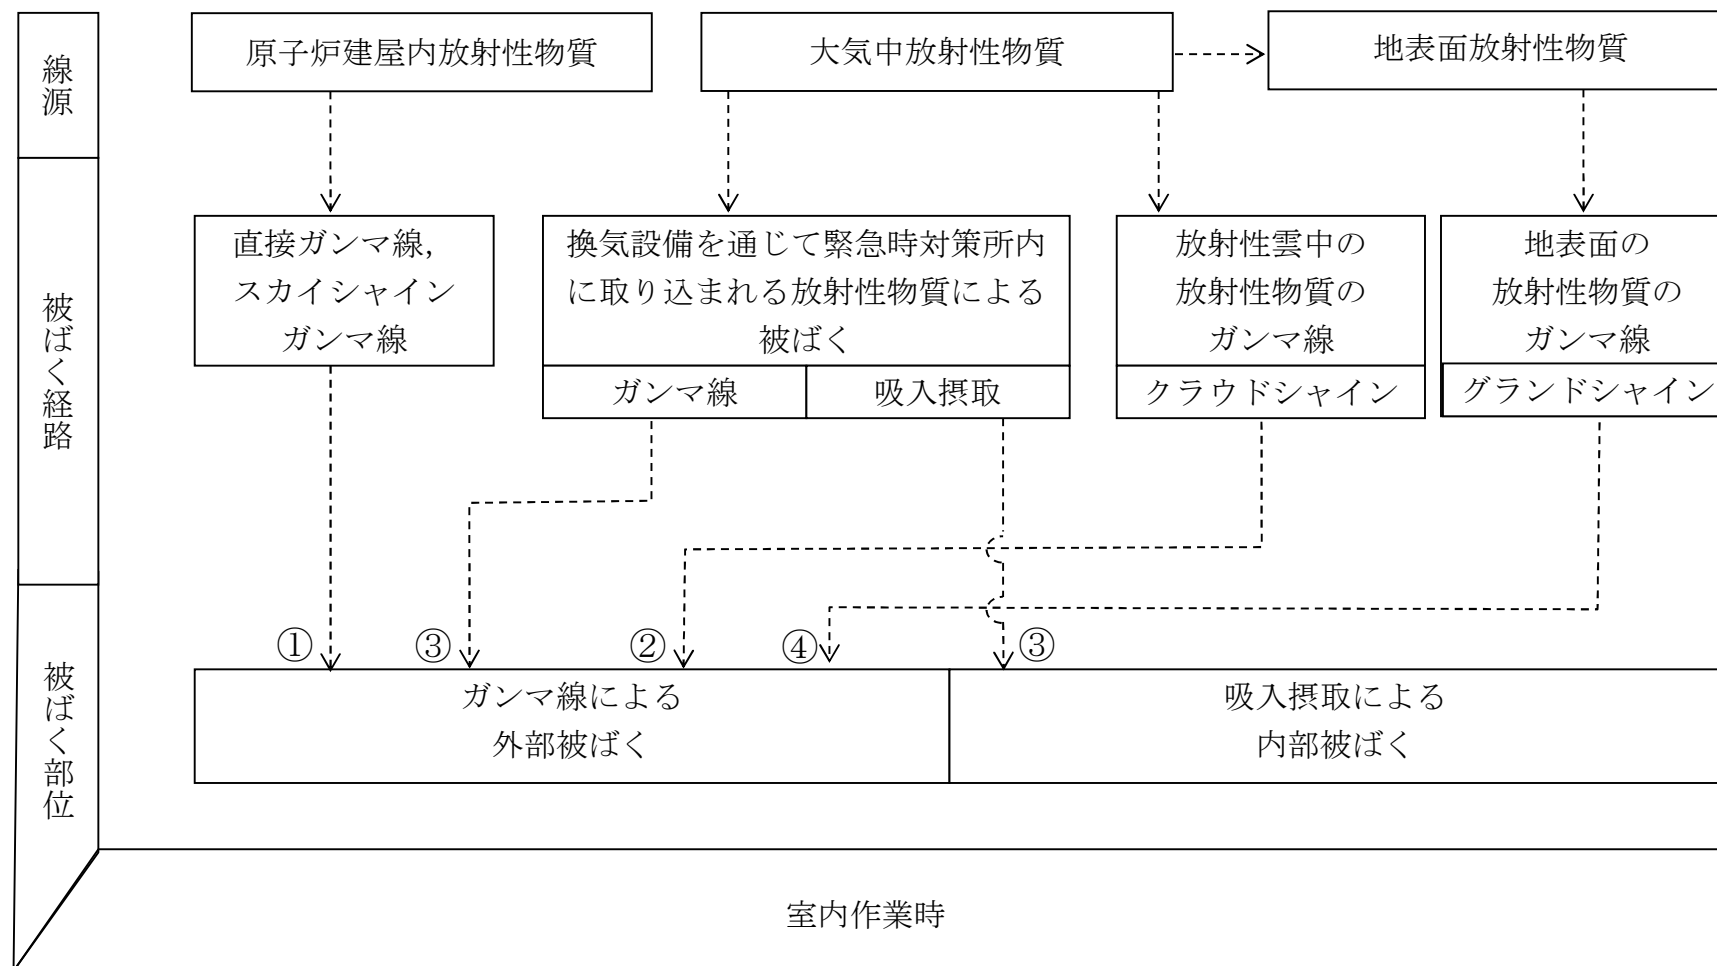 線源
原子炉建屋内放射性物質
大気中放射性物質
地表面放射性物質
被ばく経路
直接ガンマ線，
スカイシャイン
ガンマ線
換気設備を通じて緊急時対策所内
に取り込まれる放射性物質による
被ばく
ガンマ線
吸入摂取
放射性雲中の
放射性物質の
ガンマ線
クラウドシャイン
地表面の
放射性物質の
ガンマ線
グランドシャイン
被ばく部位
①
③
②
④
③
ガンマ線による
外部被ばく
吸入摂取による
内部被ばく
室内作業時